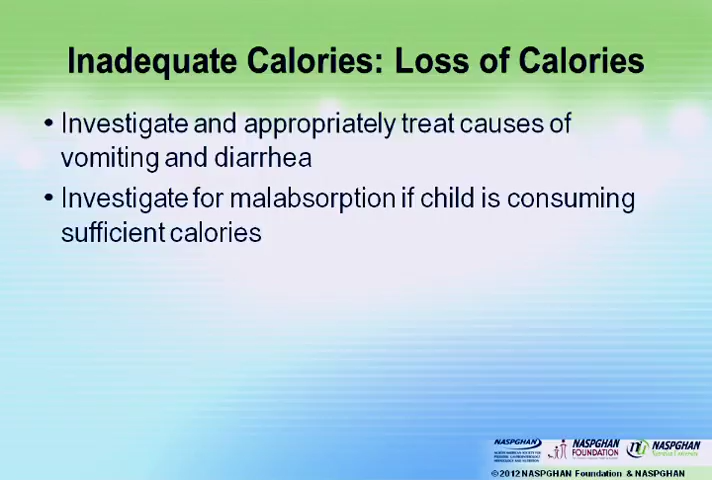 Inadequate Calories: Loss of Calories
• Investigate and appropriately treat causes of
vomiting and diarrhea
• Investigate for malabsorption if child is consuming
sufficient calories
NASPGHAN
NASPGHAN
FOUNDATION
NASPGHAN
©2012 NASPGHAN Foundation & NASPGHAN